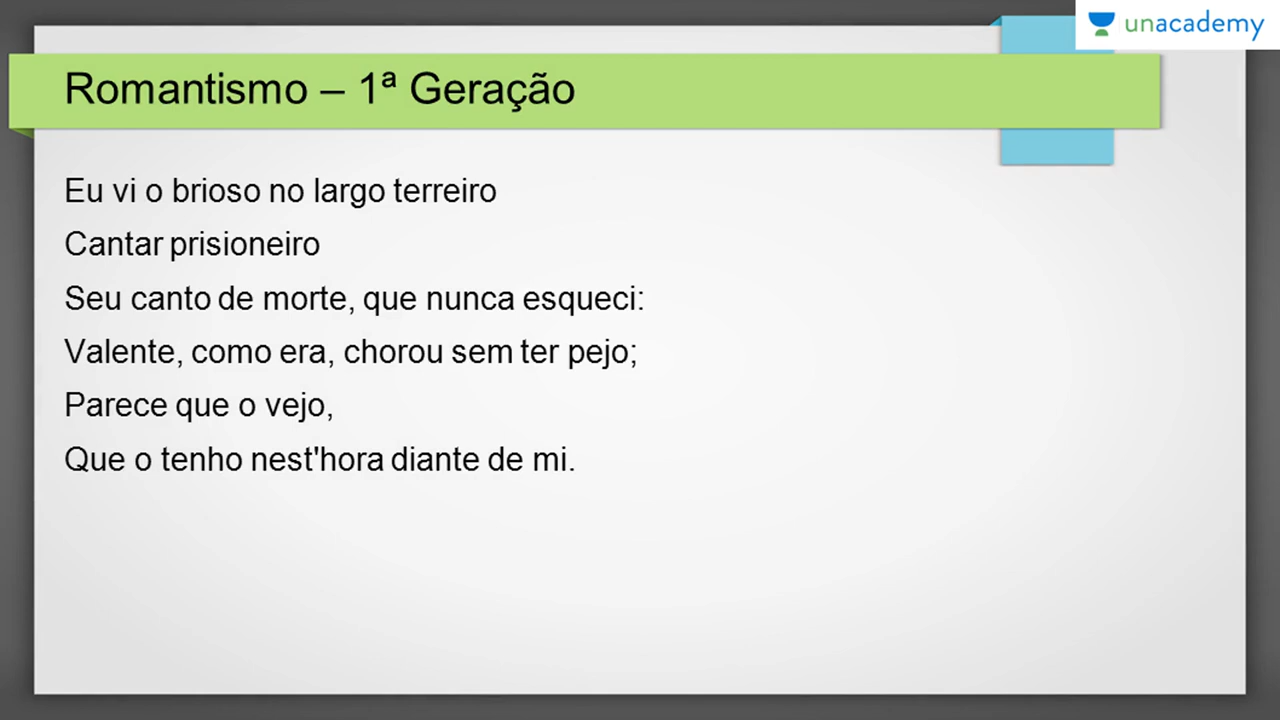 unacademy
Romantismo – 1ª Geração
Eu vi o brioso no largo terreiro
Cantar prisioneiro
Seu canto de morte, que nunca esqueci:
Valente, como era, chorou sem ter pejo;
Parece que o vejo,
Que o tenho nest'hora diante de mi.